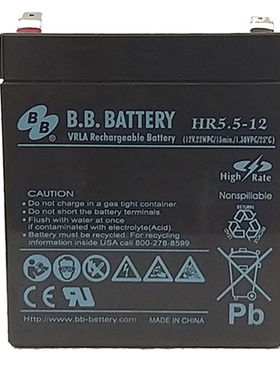 BB B.B. BATTERY HR5.5-12
VRLA Rechargeable Battery (12V,22WPC/15min/1.50VPC/25°C)
High Rate
CAUTION Nonspillable
• Do not charge in a gas tight container.
• Do not short the battery terminals.
• Flush with water at once if contaminated with electrolyte(Acid).
• Battery must be recycled. For information inside USA call 800-278-8599
Pb
http://www.bb-battery.com MADE IN CHINA